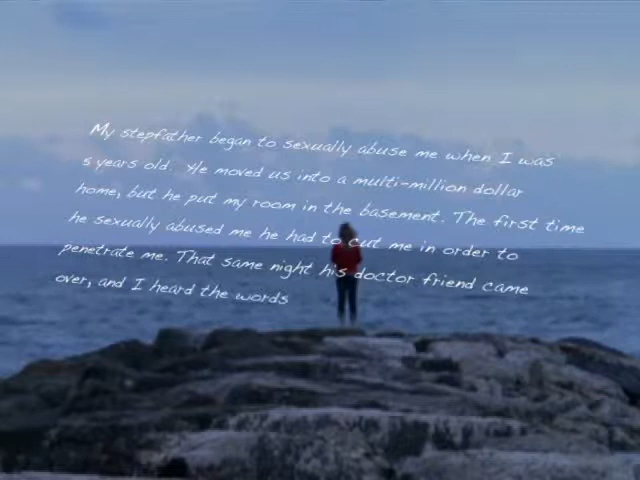 My stepfather began to sexually abuse me when I was
5 years old. He moved us into a multi-million dollar
home, but he put my room in the basement. The first time
he sexually abused me he had to cut me in order to
penetrate me. That same night his doctor friend came
over, and I heard the words